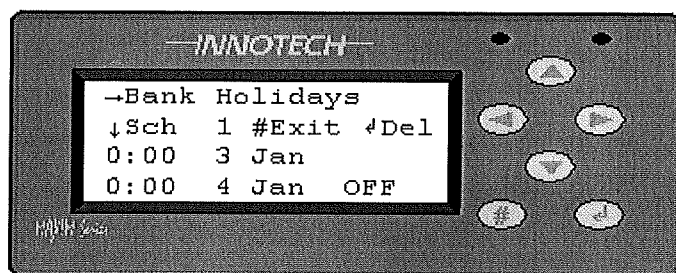 INNOTECH
→Bank Holidays
↓Sch 1 #Exit ↲Del
0:00 3 Jan
0:00 4 Jan OFF
#